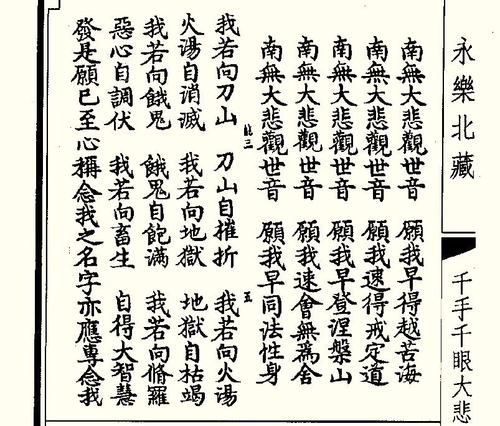 永樂北藏
千手千眼大悲
南無大悲觀世音 願我早得越苦海
南無大悲觀世音 願我速得戒定道
南無大悲觀世音 願我早登涅槃山
南無大悲觀世音 願我速會無爲舍
南無大悲觀世音 願我早同法性身
我若向刀山 刀山自摧折 我若向火湯
火湯自消滅 我若向地獄 地獄自枯竭
我若向餓鬼 餓鬼自飽滿 我若向脩羅
惡心自調伏 我若向畜生 自得大智慧
發是願已至心稱念我之名字亦應專念我